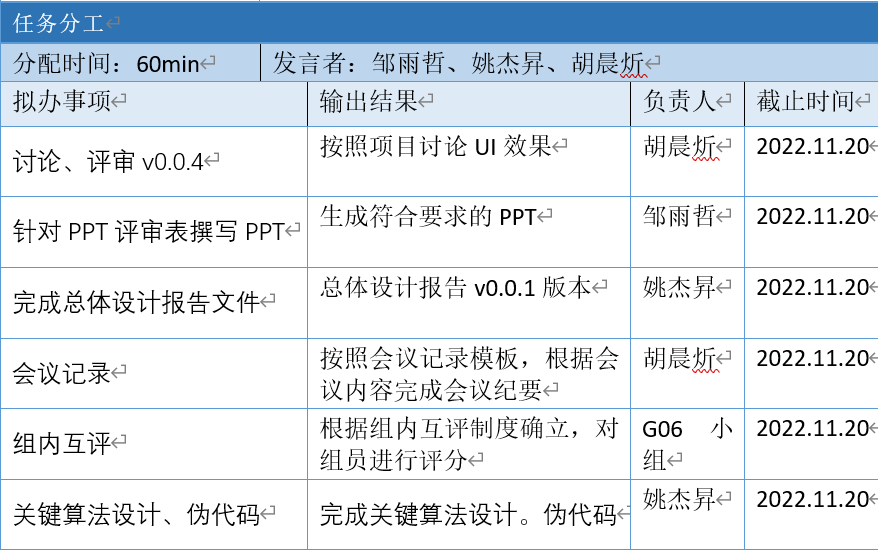 任务分工
分配时间：60min 发言者：邹雨哲、姚杰昇、胡晨炘
拟办事项 输出结果 负责人 截止时间
讨论、评审 v0.0.4 按照项目讨论 UI 效果 胡晨炘 2022.11.20
针对 PPT 评审表撰写 PPT 生成符合要求的 PPT 邹雨哲 2022.11.20
完成总体设计报告文件 总体设计报告 v0.0.1 版本 姚杰昇 2022.11.20
会议记录 按照会议记录模板，根据会 胡晨炘 2022.11.20
议内容完成会议纪要
组内互评 根据组内互评制度确立，对 G06 小 2022.11.20
组员进行评分 组
关键算法设计、伪代码 完成关键算法设计。伪代码 姚杰昇 2022.11.20